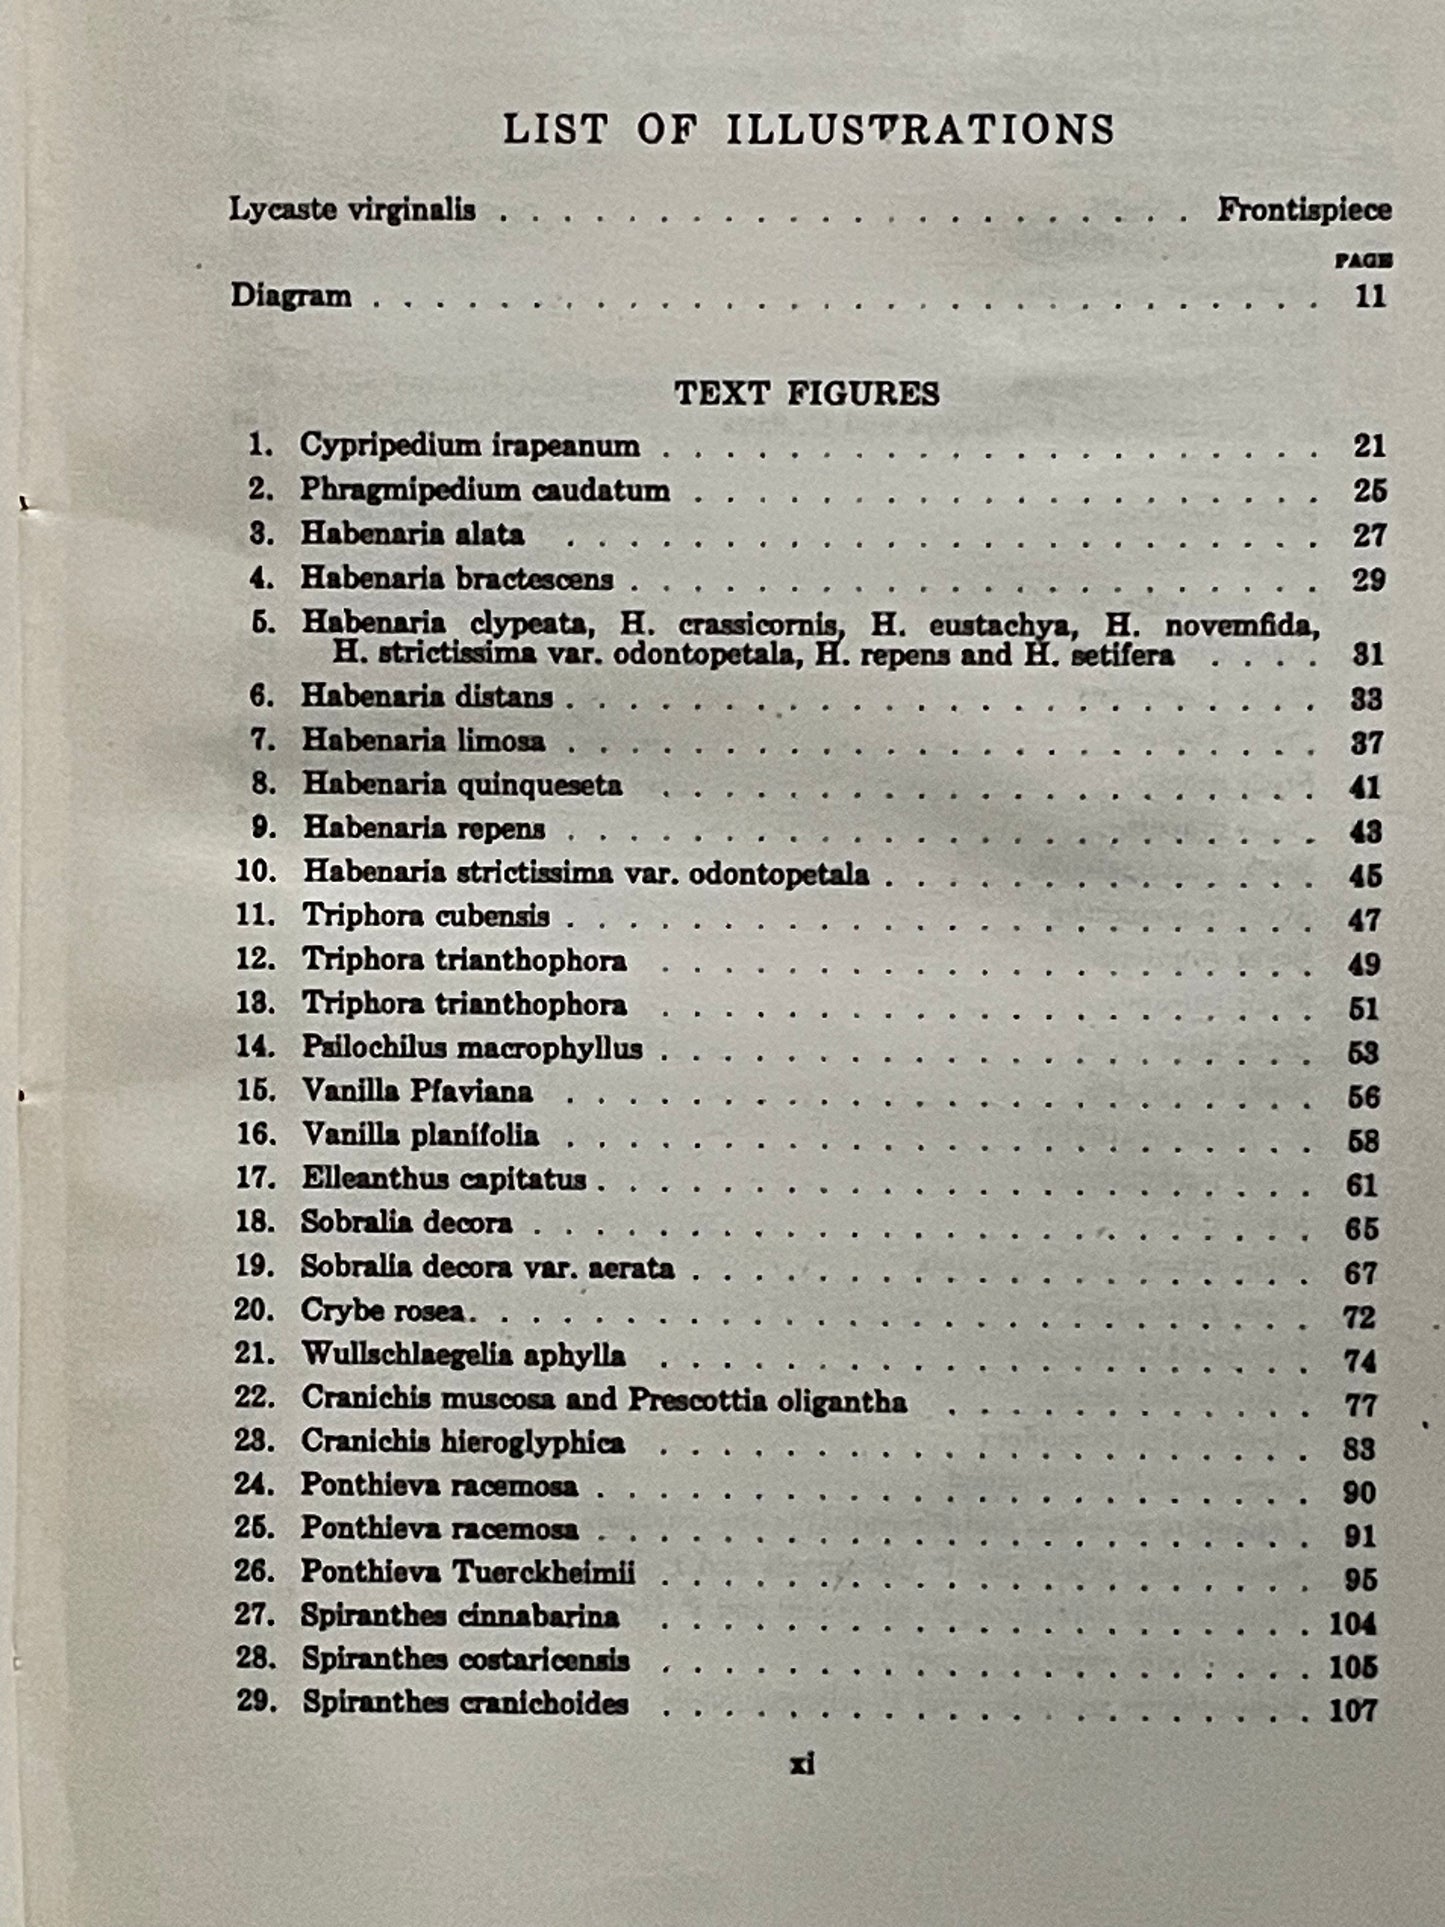 LIST OF ILLUSTRATIONS
Lycaste virginalis . . . . . . . . . . . . . . . . . . . . . . Frontispiece
PAGE
Diagram . . . . . . . . . . . . . . . . . . . . . . . . . . . . . . 11
TEXT FIGURES
1. Cypripedium irapeanum . . . . . . . . . . . . . . . . . . . . . 21
2. Phragmipedium caudatum . . . . . . . . . . . . . . . . . . . . 25
3. Habenaria alata . . . . . . . . . . . . . . . . . . . . . . . . 27
4. Habenaria bractescens . . . . . . . . . . . . . . . . . . . . . . 29
5. Habenaria clypeata, H. crassicornis, H. eustachya, H. novemfida,
H. strictissima var. odontopetala, H. repens and H. setifera . . . . 31
6. Habenaria distans . . . . . . . . . . . . . . . . . . . . . . . . 33
7. Habenaria limosa . . . . . . . . . . . . . . . . . . . . . . . . 37
8. Habenaria quinqueseta . . . . . . . . . . . . . . . . . . . . . 41
9. Habenaria repens . . . . . . . . . . . . . . . . . . . . . . . . 43
10. Habenaria strictissima var. odontopetala . . . . . . . . . . . . . . 45
11. Triphora cubensis . . . . . . . . . . . . . . . . . . . . . . . . 47
12. Triphora trianthophora . . . . . . . . . . . . . . . . . . . . . 49
13. Triphora trianthophora . . . . . . . . . . . . . . . . . . . . . 51
14. Psilochilus macrophyllus . . . . . . . . . . . . . . . . . . . . . 53
15. Vanilla Pfaviana . . . . . . . . . . . . . . . . . . . . . . . . 56
16. Vanilla planifolia . . . . . . . . . . . . . . . . . . . . . . . . 58
17. Elleanthus capitatus . . . . . . . . . . . . . . . . . . . . . . . 61
18. Sobralia decora . . . . . . . . . . . . . . . . . . . . . . . . . 65
19. Sobralia decora var. aerata . . . . . . . . . . . . . . . . . . . . 67
20. Crybe rosea . . . . . . . . . . . . . . . . . . . . . . . . . . . 72
21. Wullschlaegelia aphylla . . . . . . . . . . . . . . . . . . . . . 74
22. Cranichis muscosa and Prescottia oligantha . . . . . . . . . . . . 77
23. Cranichis hieroglyphica . . . . . . . . . . . . . . . . . . . . . 83
24. Ponthieva racemosa . . . . . . . . . . . . . . . . . . . . . . . 90
25. Ponthieva racemosa . . . . . . . . . . . . . . . . . . . . . . . 91
26. Ponthieva Tuerckheimii . . . . . . . . . . . . . . . . . . . . . 95
27. Spiranthes cinnabarina . . . . . . . . . . . . . . . . . . . . . 104
28. Spiranthes costaricensis . . . . . . . . . . . . . . . . . . . . . 105
29. Spiranthes cranichoides . . . . . . . . . . . . . . . . . . . . . 107
xi